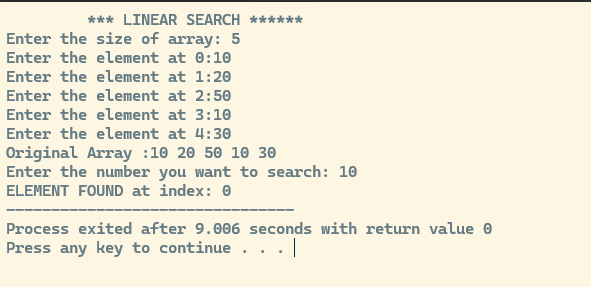 *** LINEAR SEARCH ******
Enter the size of array: 5
Enter the element at 0:10
Enter the element at 1:20
Enter the element at 2:50
Enter the element at 3:10
Enter the element at 4:30
Original Array :10 20 50 10 30
Enter the number you want to search: 10
ELEMENT FOUND at index: 0
--------------------------------
Process exited after 9.006 seconds with return value 0
Press any key to continue . . .